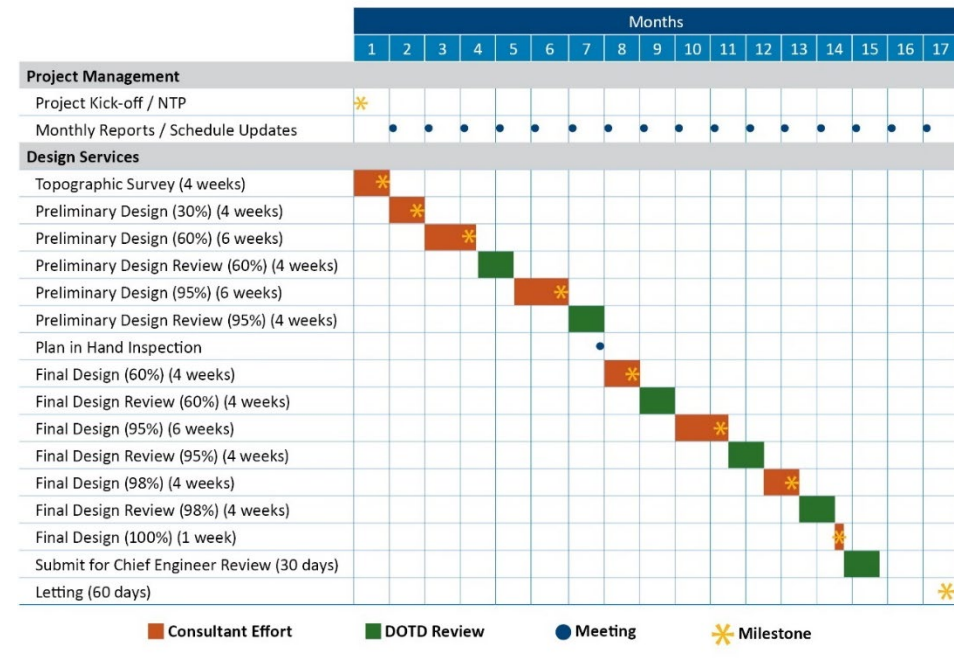 Months
1 2 3 4 5 6 7 8 9 10 11 12 13 14 15 16 17
Project Management
Project Kick-off / NTP
Monthly Reports / Schedule Updates
Design Services
Topographic Survey (4 weeks)
Preliminary Design (30%) (4 weeks)
Preliminary Design (60%) (6 weeks)
Preliminary Design Review (60%) (4 weeks)
Preliminary Design (95%) (6 weeks)
Preliminary Design Review (95%) (4 weeks)
Plan in Hand Inspection
Final Design (60%) (4 weeks)
Final Design Review (60%) (4 weeks)
Final Design (95%) (6 weeks)
Final Design Review (95%) (4 weeks)
Final Design (98%) (4 weeks)
Final Design Review (98%) (4 weeks)
Final Design (100%) (1 week)
Submit for Chief Engineer Review (30 days)
Letting (60 days)
Consultant Effort DOTD Review Meeting Milestone